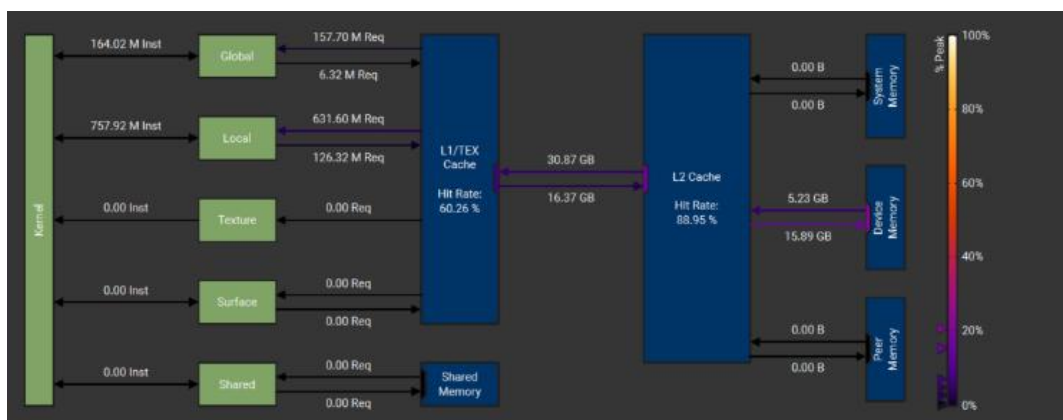 164.02 M Inst
Global
157.70 M Req
6.32 M Req
757.92 M Inst
Local
631.60 M Req
126.32 M Req
0.00 Inst
Texture
0.00 Req
0.00 Inst
Surface
0.00 Req
0.00 Req
0.00 Inst
Shared
0.00 Req
0.00 Req
Kernel
L1/TEX
Cache
Hit Rate:
60.26 %
Shared
Memory
30.87 GB
16.37 GB
L2 Cache
Hit Rate:
88.95 %
0.00 B
0.00 B
System
Memory
5.23 GB
15.89 GB
Device
Memory
0.00 B
0.00 B
Peer
Memory
% Peak
100%
80%
60%
40%
20%
0%